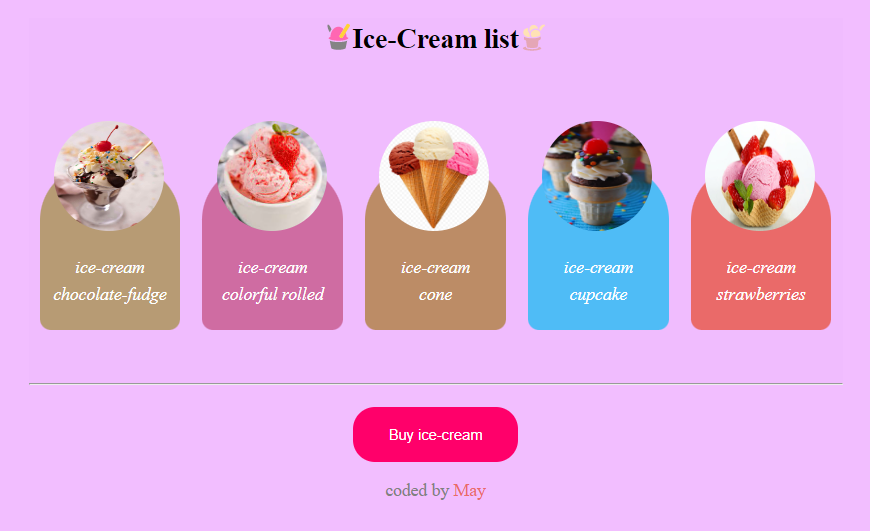 Ice-Cream list
ice-cream
chocolate-fudge
ice-cream
colorful rolled
ice-cream
cone
ice-cream
cupcake
ice-cream
strawberries
Buy ice-cream
coded by May